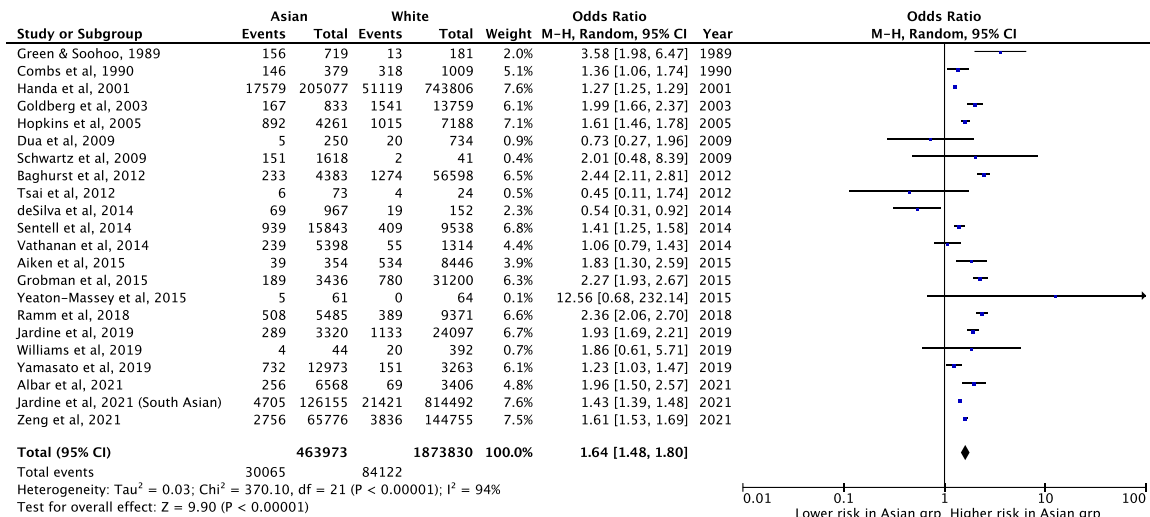 Asian White Odds Ratio Odds Ratio
Study or Subgroup Events Total Events Total Weight M-H, Random, 95% CI Year M-H, Random, 95% CI
Green & Soohoo, 1989 156 719 13 181 2.0% 3.58 [1.98, 6.47] 1989
Combs et al, 1990 146 379 318 1009 5.1% 1.36 [1.06, 1.74] 1990
Handa et al, 2001 17579 205077 51119 743806 7.6% 1.27 [1.25, 1.29] 2001
Goldberg et al, 2003 167 833 1541 13759 6.1% 1.99 [1.66, 2.37] 2003
Hopkins et al, 2005 892 4261 1015 7188 7.1% 1.61 [1.46, 1.78] 2005
Dua et al, 2009 5 250 20 734 0.9% 0.73 [0.27, 1.96] 2009
Schwartz et al, 2009 151 1618 2 41 0.4% 2.01 [0.48, 8.39] 2009
Baghurst et al, 2012 233 4383 1274 56598 6.5% 2.44 [2.11, 2.81] 2012
Tsai et al, 2012 6 73 4 24 0.5% 0.45 [0.11, 1.74] 2012
deSilva et al, 2014 69 967 19 152 2.3% 0.54 [0.31, 0.92] 2014
Sentell et al, 2014 939 15843 409 9538 6.8% 1.41 [1.25, 1.58] 2014
Vathanan et al, 2014 239 5398 55 1314 4.4% 1.06 [0.79, 1.43] 2014
Aiken et al, 2015 39 354 534 8446 3.9% 1.83 [1.30, 2.59] 2015
Grobman et al, 2015 189 3436 780 31200 6.3% 2.27 [1.93, 2.67] 2015
Yeaton-Massey et al, 2015 5 61 0 64 0.1% 12.56 [0.68, 232.14] 2015
Ramm et al, 2018 508 5485 389 9371 6.6% 2.36 [2.06, 2.70] 2018
Jardine et al, 2019 289 3320 1133 24097 6.7% 1.93 [1.69, 2.21] 2019
Williams et al, 2019 4 44 20 392 0.7% 1.86 [0.61, 5.71] 2019
Yamasato et al, 2019 732 12973 151 3263 6.2% 1.23 [1.03, 1.47] 2019
Albar et al, 2021 256 6568 69 3406 4.8% 1.96 [1.50, 2.57] 2021
Jardine et al, 2021 (South Asian) 4705 126155 21421 814492 7.6% 1.43 [1.39, 1.48] 2021
Zeng et al, 2021 2756 65776 3836 144755 7.5% 1.61 [1.53, 1.69] 2021
Total (95% CI) 463973 1873830 100.0% 1.64 [1.48, 1.80]
Total events 30065 84122
Heterogeneity: Tau² = 0.03; Chi² = 370.10, df = 21 (P < 0.00001); I² = 94%
Test for overall effect: Z = 9.90 (P < 0.00001)
0.01 0.1 1 10 100
Lower risk in Asian grp Higher risk in Asian grp